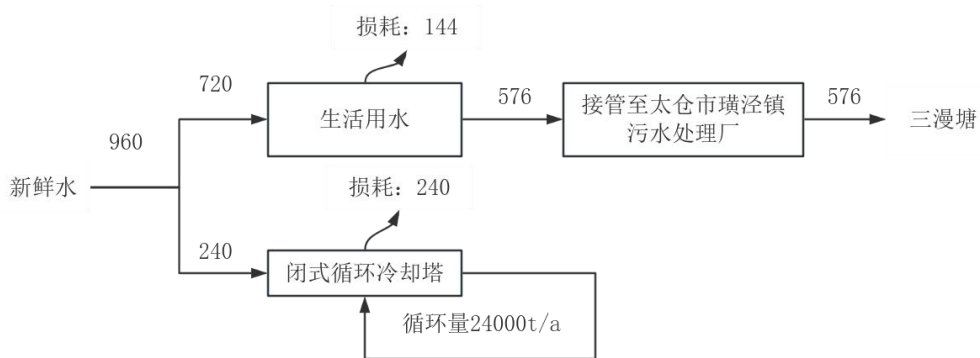 损耗：144
720
生活用水
576
接管至太仓市璜泾镇
污水处理厂
576
三漫塘
960
新鲜水
损耗：240
240
闭式循环冷却塔
循环量24000t/a